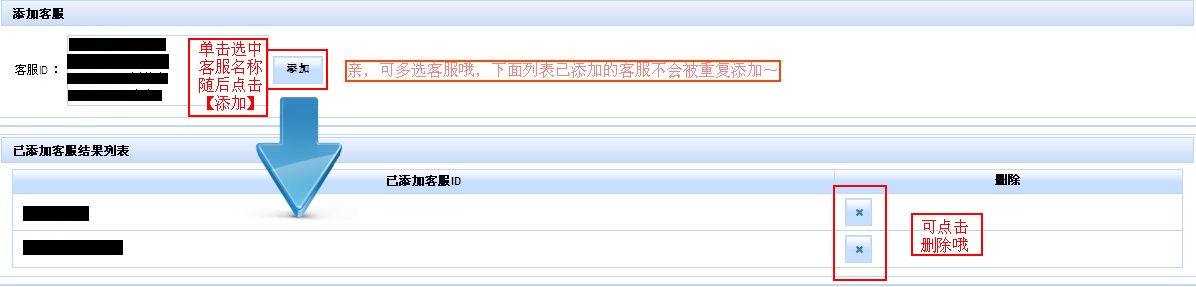 添加客服
客服ID：
单击选中
客服名称
随后点击
【添加】
添加
亲，可多选客服哦，下面列表已添加的客服不会被重复添加～
已添加客服结果列表
已添加客服ID
删除
可点击
删除哦